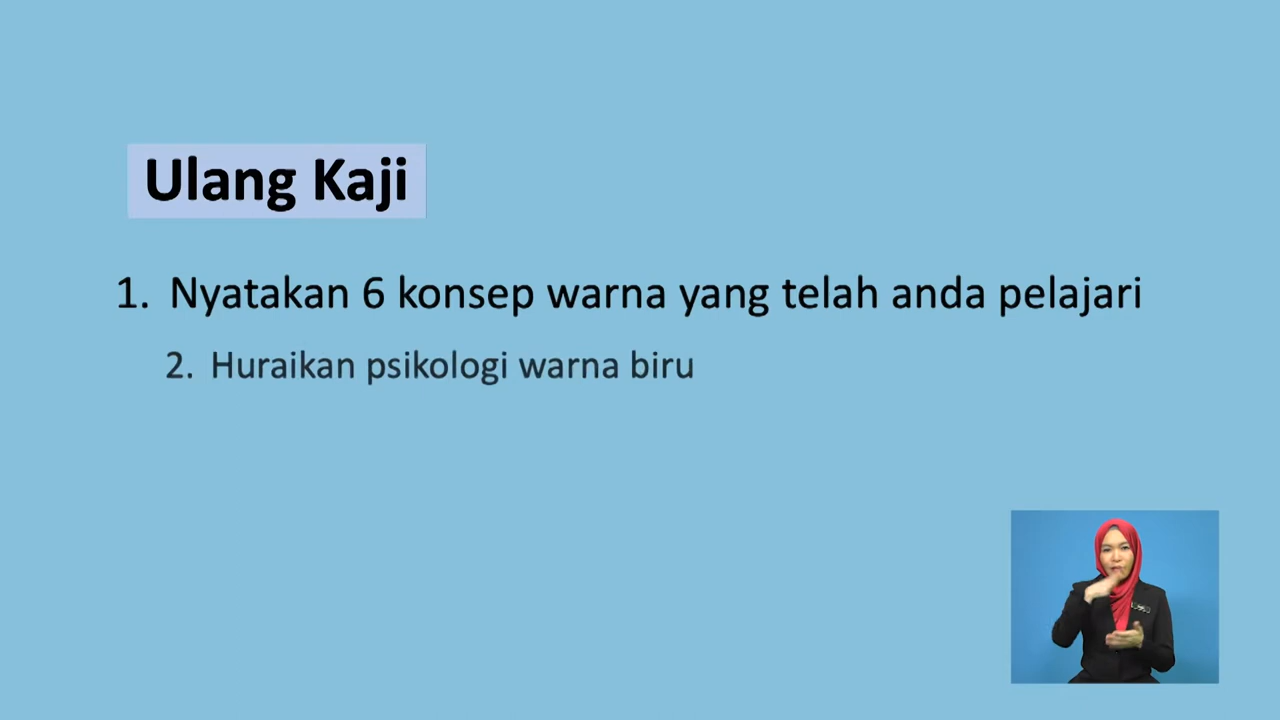 Ulang Kaji
1. Nyatakan 6 konsep warna yang telah anda pelajari
2. Huraikan psikologi warna biru